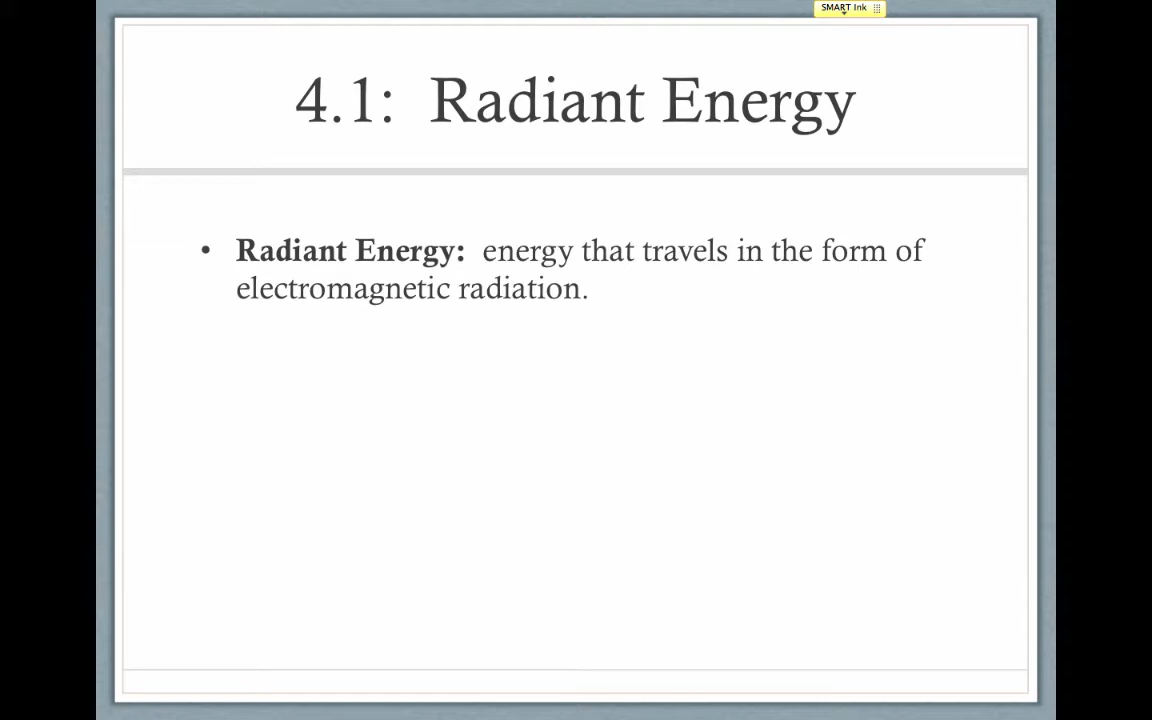 SMART Ink
4.1:  Radiant Energy
• Radiant Energy:  energy that travels in the form of
electromagnetic radiation.